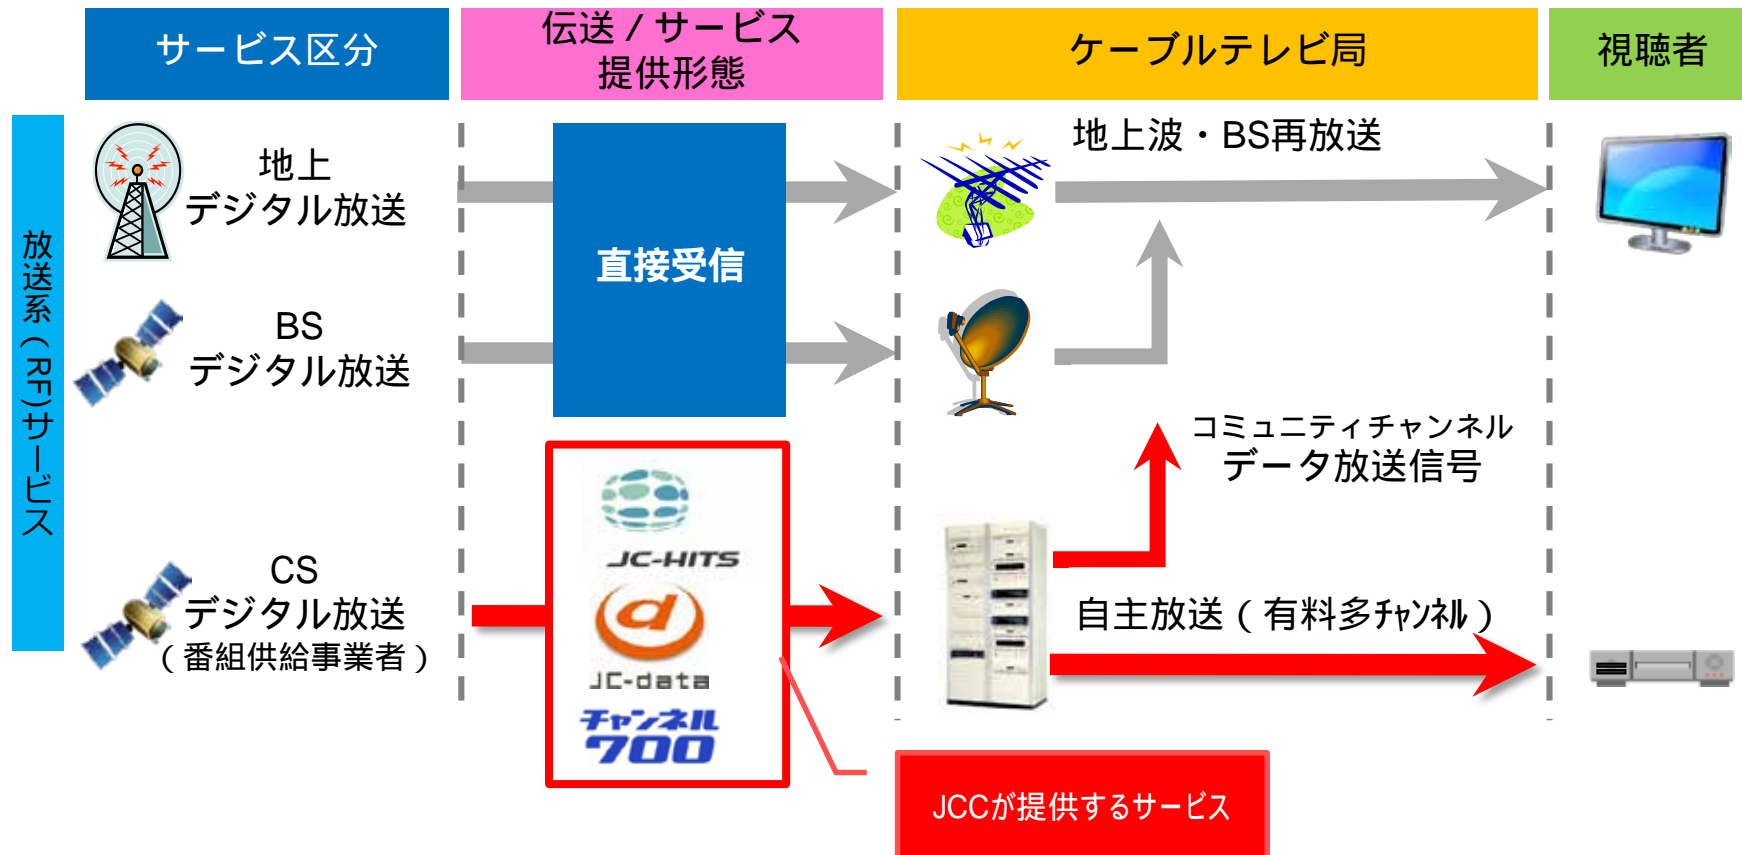 サービス区分
伝送／サービス
提供形態
ケーブルテレビ局
視聴者
放送系（RF)サービス
地上
デジタル放送
直接受信
地上波・BS再放送
BS
デジタル放送
コミュニティチャンネル
データ放送信号
JC-HITS
CS
デジタル放送
（番組供給事業者）
d
JC-data
自主放送（有料多ﾁｬﾝﾈﾙ）
チャンネル
700
JCCが提供するサービス